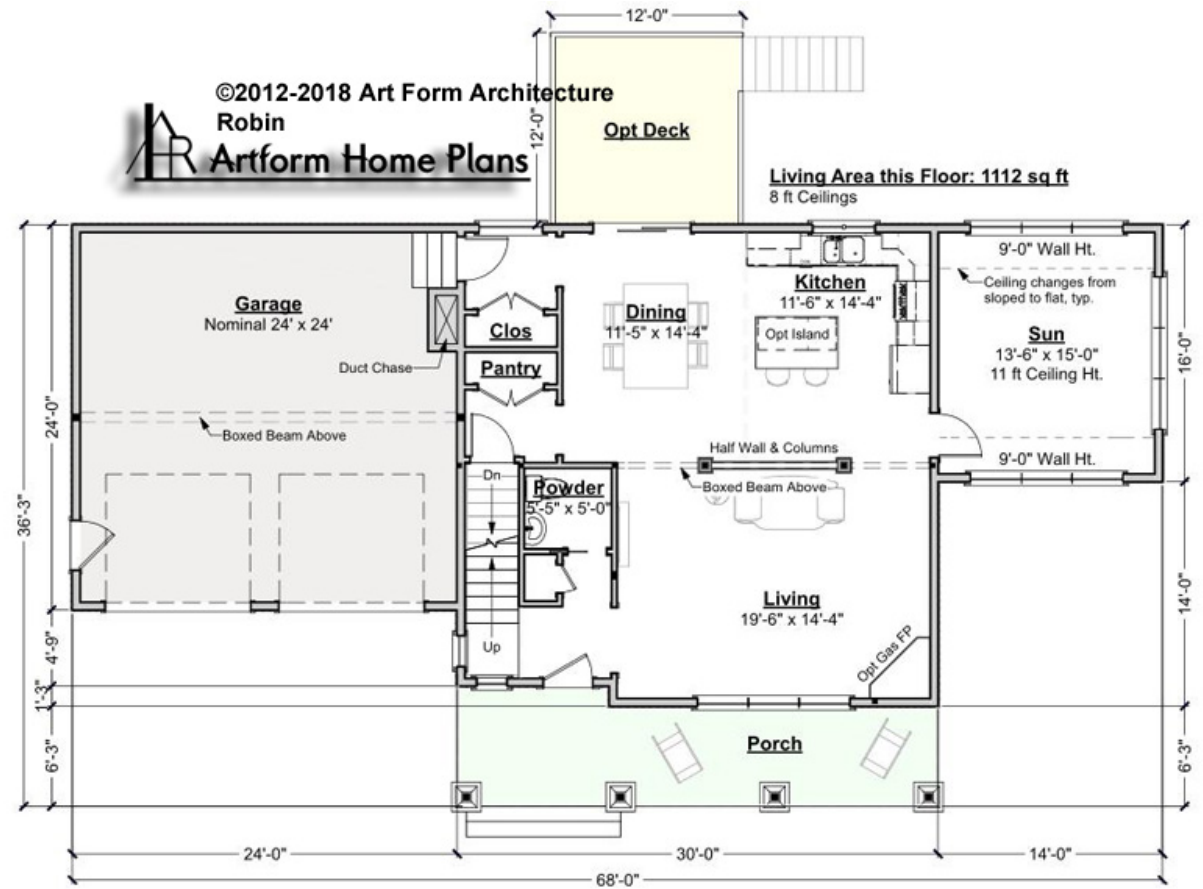 12'-0"
©2012-2018 Art Form Architecture
Robin
Artform Home Plans
12'-0"
Opt Deck
Living Area this Floor: 1112 sq ft
8 ft Ceilings
9'-0" Wall Ht.
Ceiling changes from
sloped to flat, typ.
Garage
Nominal 24' x 24'
Clos
Dining
11'-5" x 14'-4"
Kitchen
11'-6" x 14'-4"
Opt Island
Sun
13'-6" x 15'-0"
11 ft Ceiling Ht.
16'-0"
Duct Chase
Pantry
24'-0"
Boxed Beam Above
Half Wall & Columns
9'-0" Wall Ht.
Boxed Beam Above
36'-3"
Dn
Powder
5'-5" x 5'-0"
Living
19'-6" x 14'-4"
14'-0"
Up
Opt Gas FP
4'-9"
1'-3"
6'-3"
Porch
6'-3"
24'-0"
30'-0"
14'-0"
68'-0"